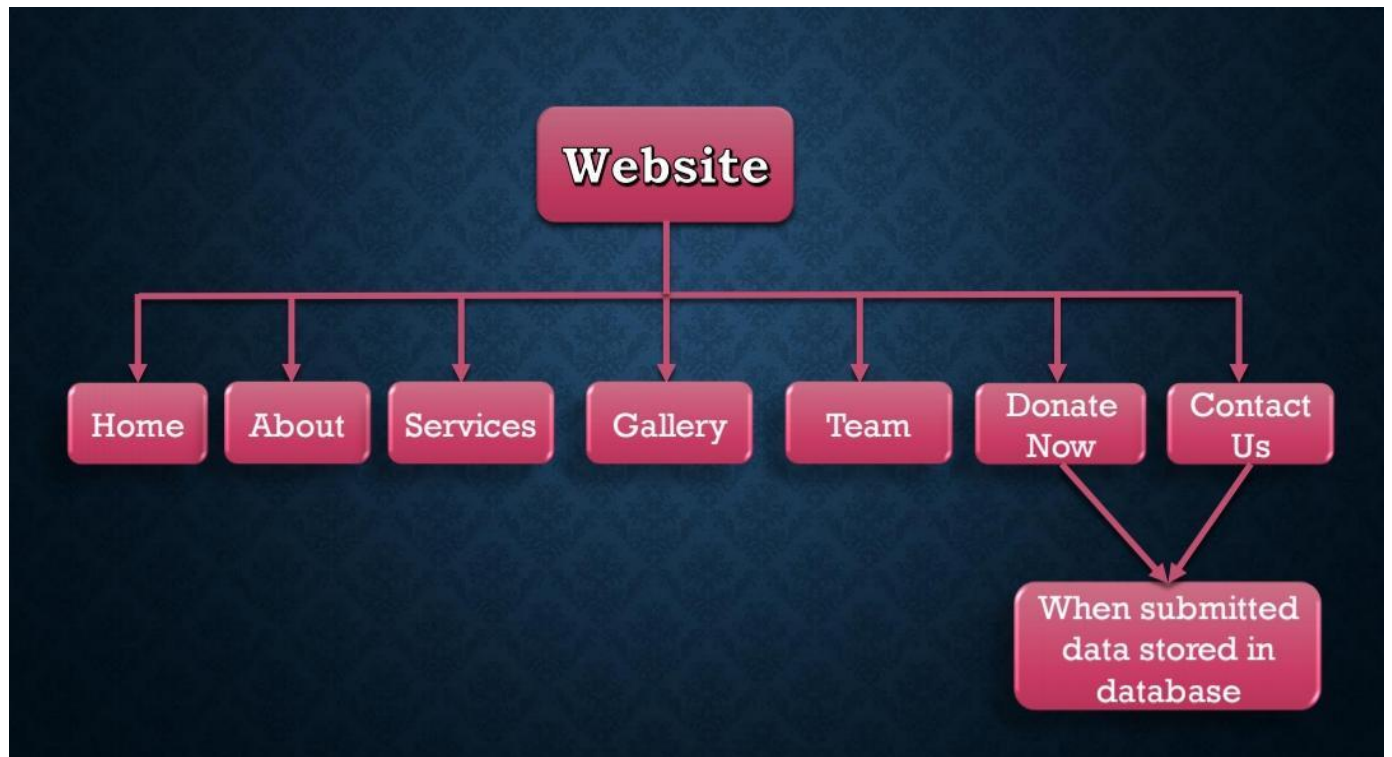 Website
Home
About
Services
Gallery
Team
Donate
Now
Contact
Us
When submitted
data stored in
database